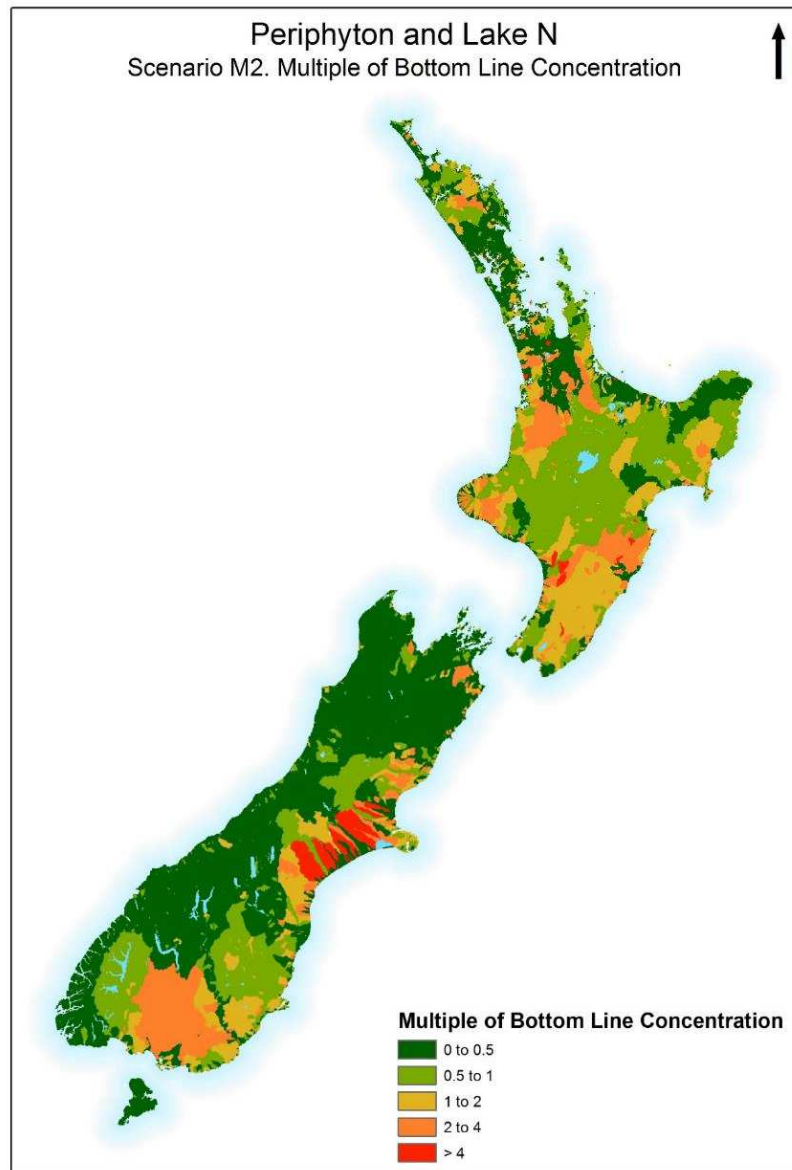 Periphyton and Lake N
Scenario M2. Multiple of Bottom Line Concentration
Multiple of Bottom Line Concentration
0 to 0.5
0.5 to 1
1 to 2
2 to 4
> 4